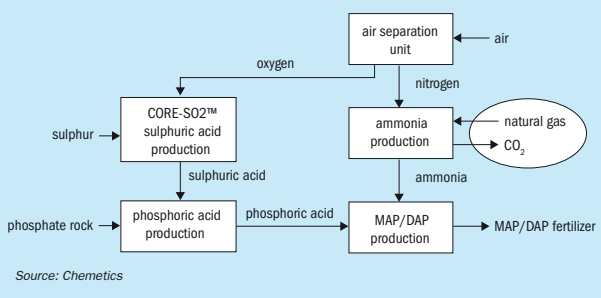 air separation
unit
air
oxygen
nitrogen
CORE-SO2™
sulphuric acid
production
sulphur
ammonia
production
natural gas
CO₂
sulphuric acid
ammonia
phosphate rock
phosphoric acid
production
phosphoric acid
MAP/DAP
production
MAP/DAP fertilizer
Source: Chemetics